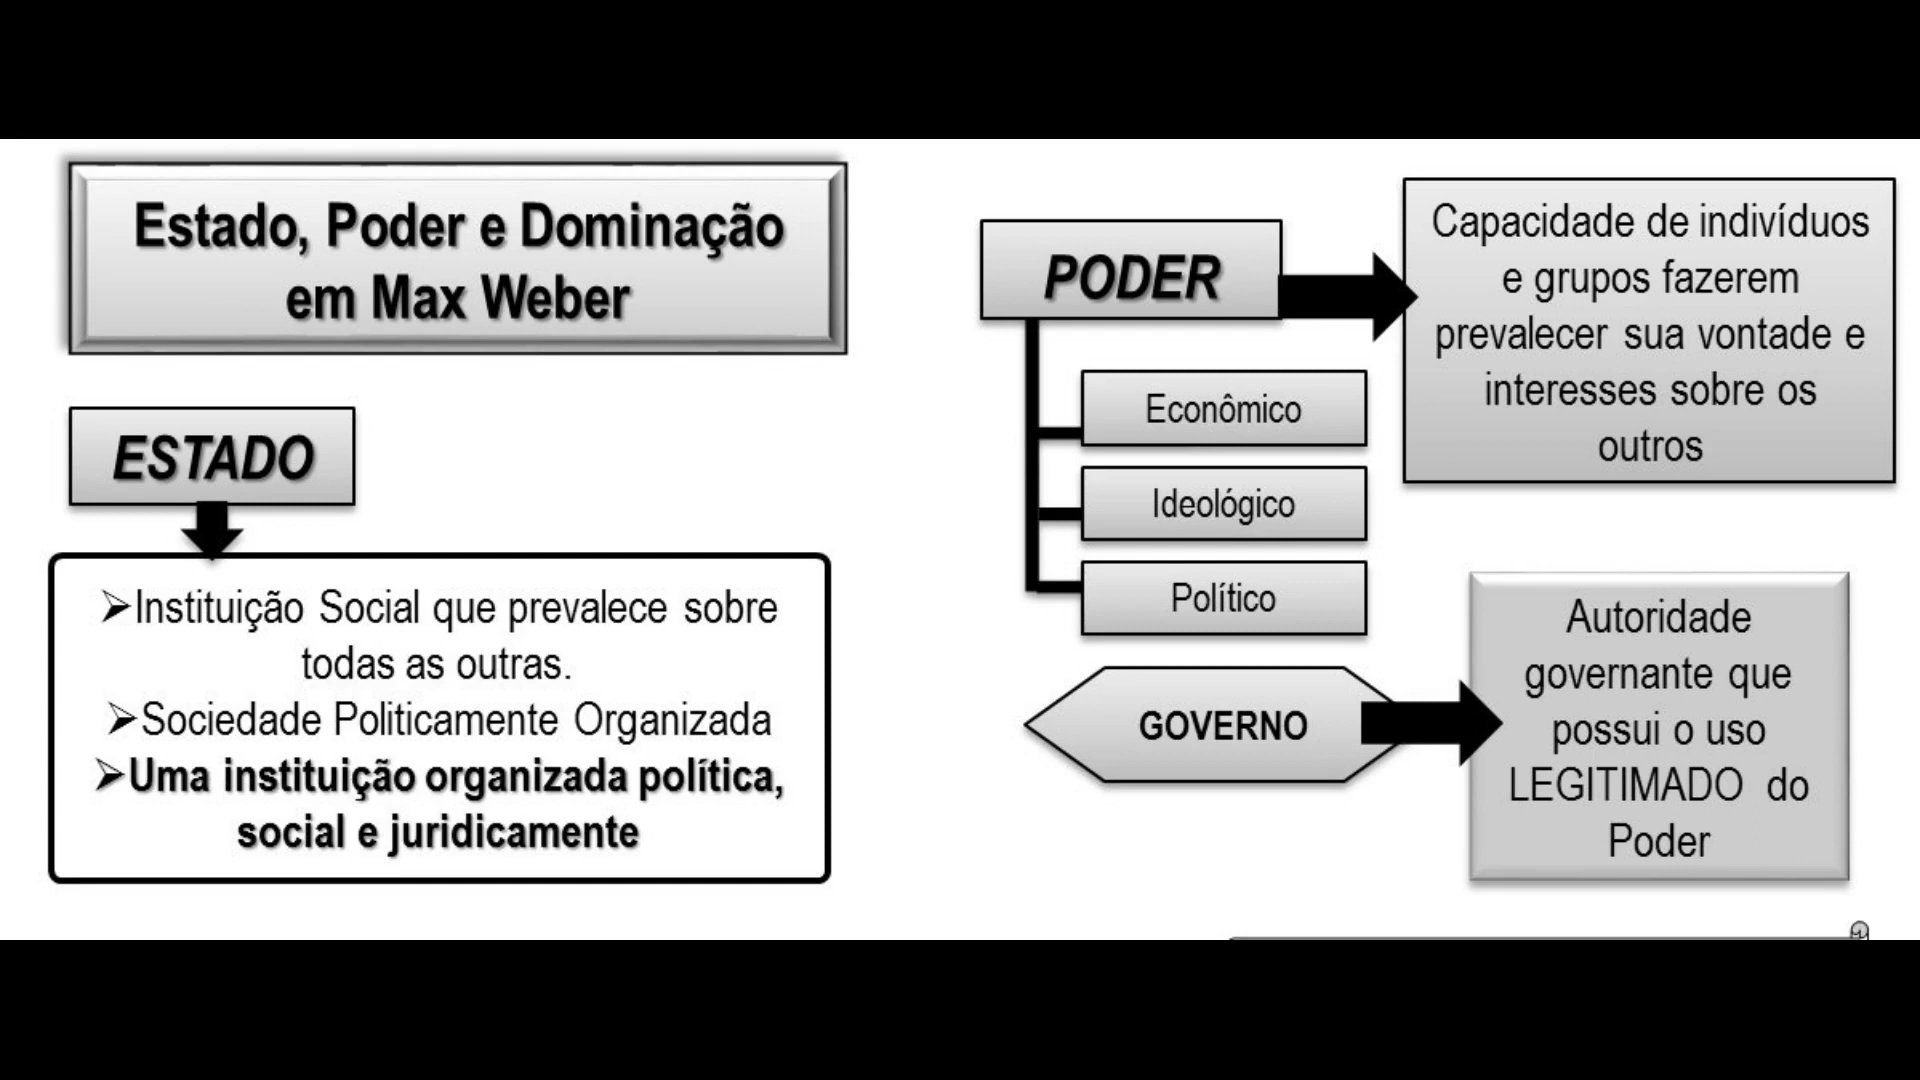 Estado, Poder e Dominação
em Max Weber
ESTADO
➢Instituição Social que prevalece sobre
todas as outras.
➢Sociedade Politicamente Organizada
➢Uma instituição organizada política,
social e juridicamente
PODER
Capacidade de indivíduos
e grupos fazerem
prevalecer sua vontade e
interesses sobre os
outros
Econômico
Ideológico
Político
GOVERNO
Autoridade
governante que
possui o uso
LEGITIMADO do
Poder